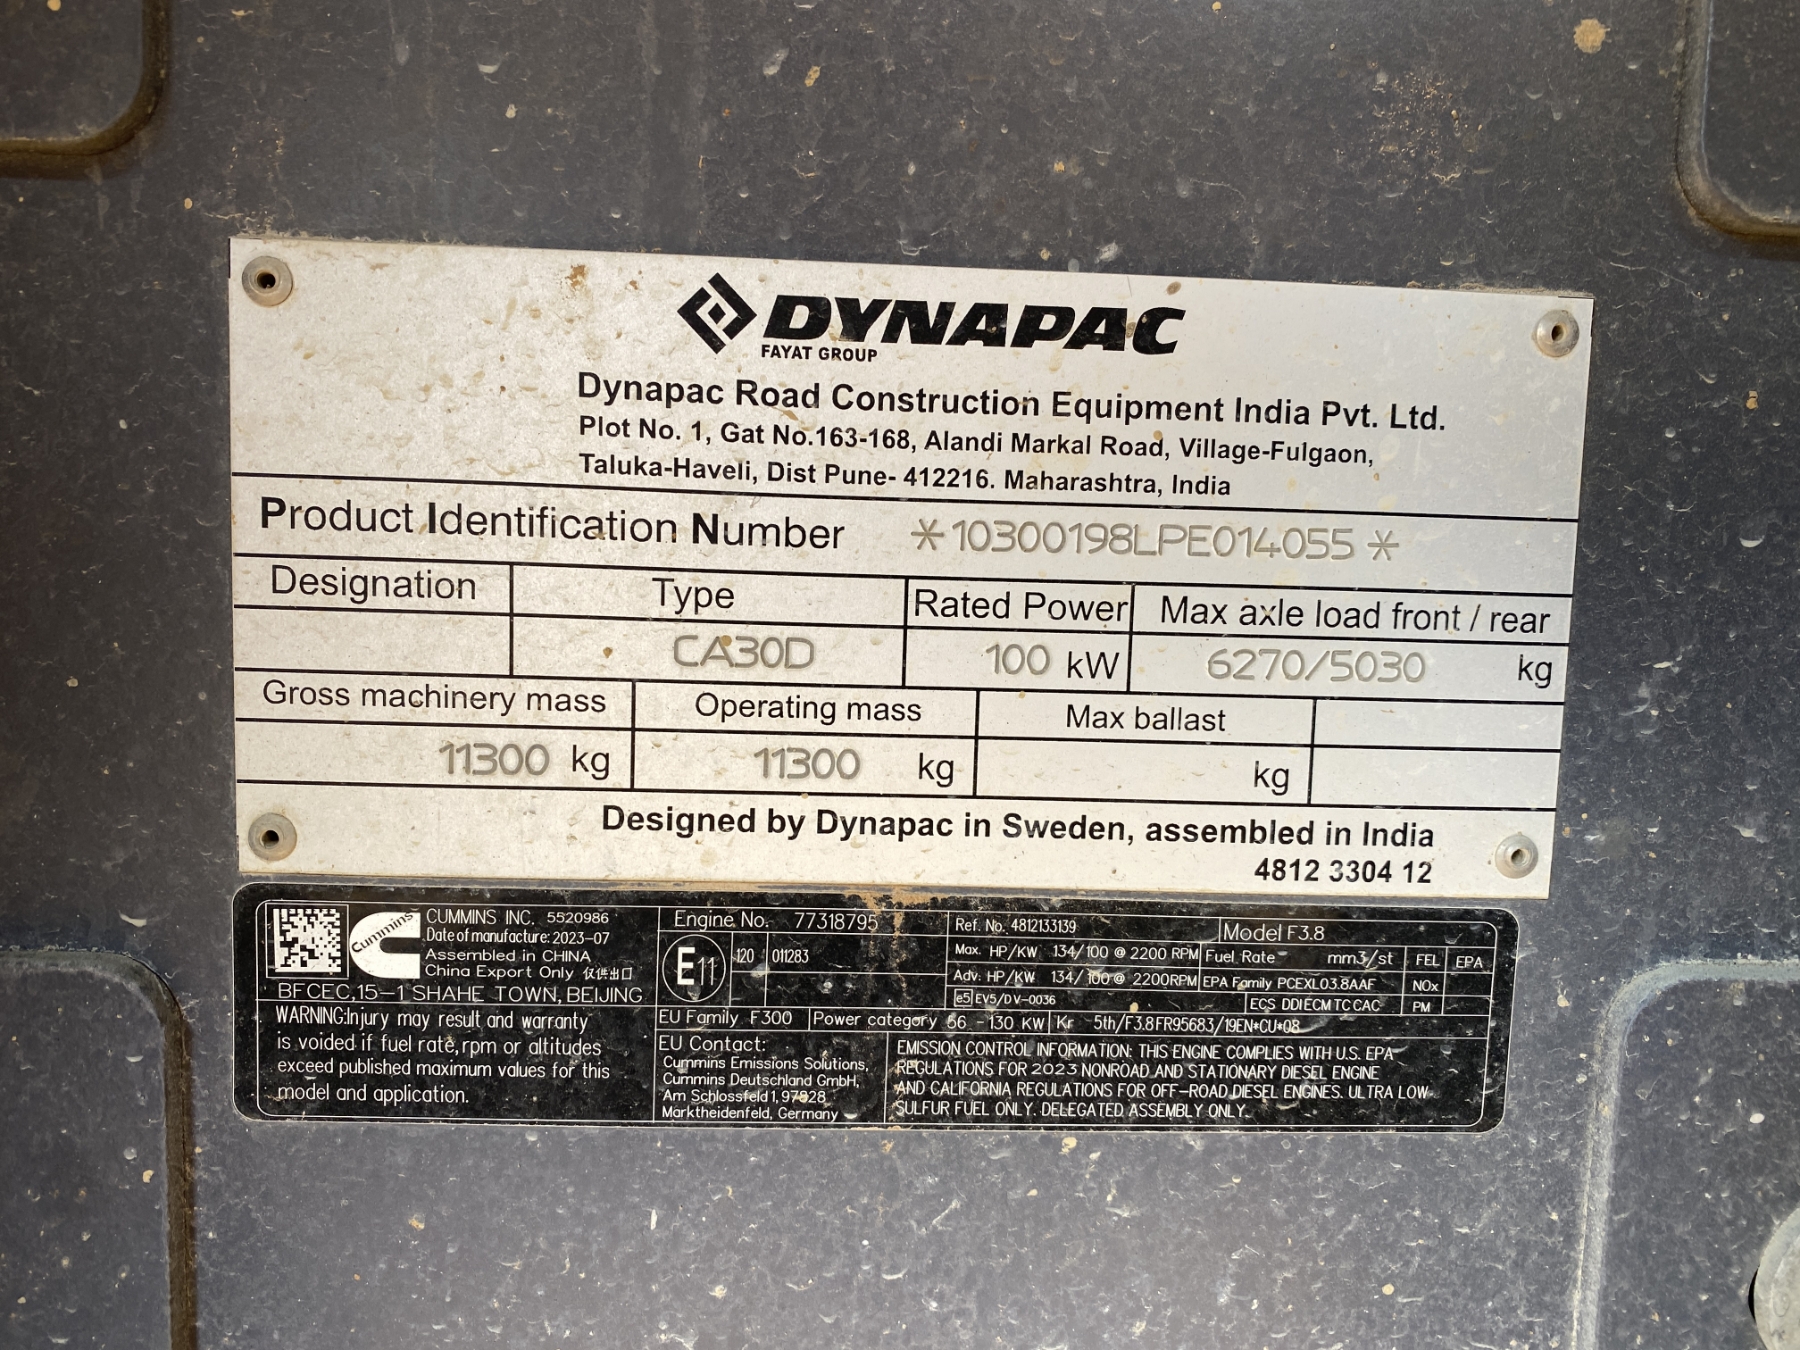 DYNAPAC
FAYAT GROUP
Dynapac Road Construction Equipment India Pvt. Ltd.
Plot No. 1, Gat No.163-168, Alandi Markal Road, Village-Fulgaon,
Taluka-Haveli, Dist Pune- 412216. Maharashtra, India
Product Identification Number *10300198LPE014055*
Designation Type Rated Power Max axle load front / rear
CA30D 100 kW 6270/5030 kg
Gross machinery mass Operating mass Max ballast
11300 kg 11300 kg kg
Designed by Dynapac in Sweden, assembled in India
4812 3304 12
Cummins
CUMMINS INC. 5520986
Date of manufacture: 2023-07
Assembled in CHINA
China Export Only 仅供出口
BFCEC,15-1 SHAHE TOWN, BEIJING
WARNING:Injury may result and warranty
is voided if fuel rate, rpm or altitudes
exceed published maximum values for this
model and application.
Engine No. 77318795
E11 120 011283
Ref. No. 4812133139 Model F3.8
Max. HP/KW 134/100 @ 2200 RPM Fuel Rate mm3/st FEL EPA
Adv. HP/KW 134/100@ 2200RPM EPA Family PCEXL03.8AAF NOx
e5 EV5/DV-0036 ECS DDI ECM TC CAC PM
EU Family F300 Power category 56 - 130 KW Kr 5th/F3.8FR95683/19EN*CU*08
EU Contact:
Cummins Emissions Solutions,
Cummins Deutschland GmbH,
Am Schlossfeld 1, 97828
Marktheidenfeld, Germany
EMISSION CONTROL INFORMATION: THIS ENGINE COMPLIES WITH U.S. EPA
REGULATIONS FOR 2023 NONROAD AND STATIONARY DIESEL ENGINE
AND CALIFORNIA REGULATIONS FOR OFF-ROAD DIESEL ENGINES. ULTRA LOW
SULFUR FUEL ONLY. DELEGATED ASSEMBLY ONLY.